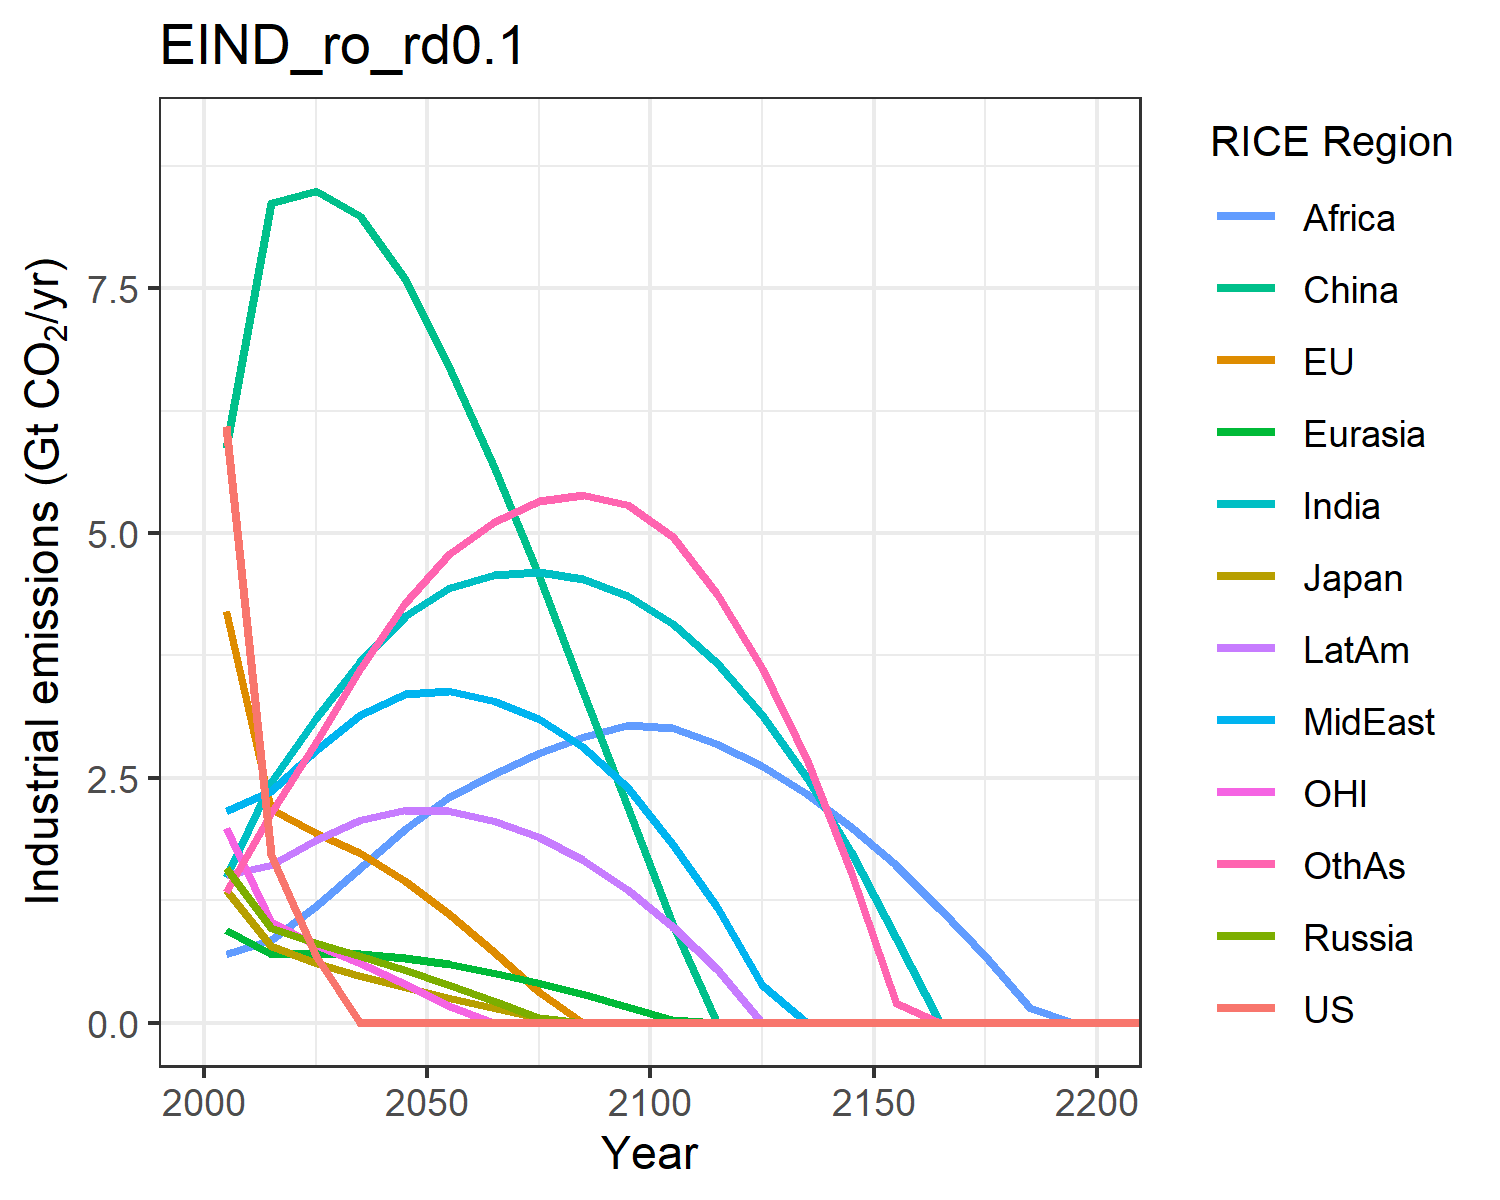 EIND_ro_rd0.1
Industrial emissions (Gt CO₂/yr)
7.5
5.0
2.5
0.0
2000 2050 2100 2150 2200
Year
RICE Region
Africa
China
EU
Eurasia
India
Japan
LatAm
MidEast
OHI
OthAs
Russia
US